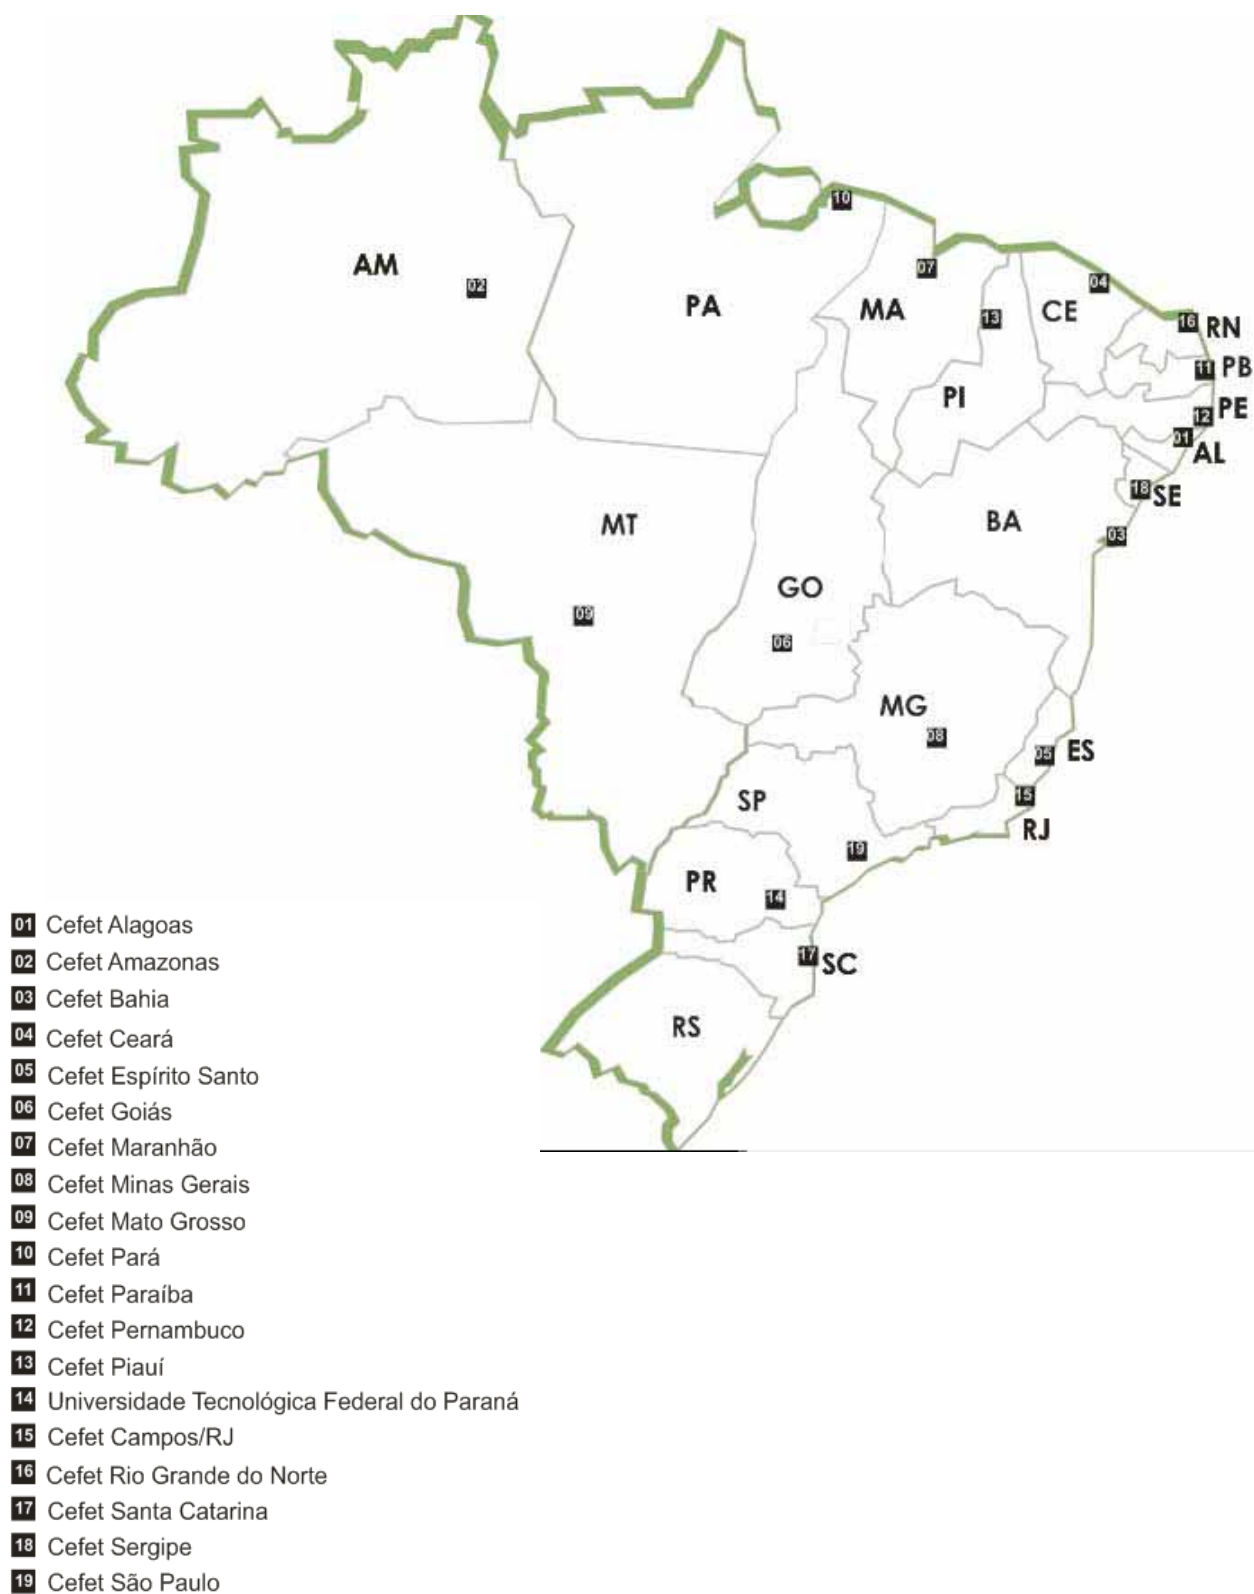 10
AM
02
PA
MA
07
04
13
CE
16 RN
11 PB
PI
12 PE
01
AL
18 SE
MT
BA
03
GO
09
06
MG
08
05 ES
SP
15
RJ
19
PR
14
17 SC
RS
01 Cefet Alagoas
02 Cefet Amazonas
03 Cefet Bahia
04 Cefet Ceará
05 Cefet Espírito Santo
06 Cefet Goiás
07 Cefet Maranhão
08 Cefet Minas Gerais
09 Cefet Mato Grosso
10 Cefet Pará
11 Cefet Paraíba
12 Cefet Pernambuco
13 Cefet Piauí
14 Universidade Tecnológica Federal do Paraná
15 Cefet Campos/RJ
16 Cefet Rio Grande do Norte
17 Cefet Santa Catarina
18 Cefet Sergipe
19 Cefet São Paulo